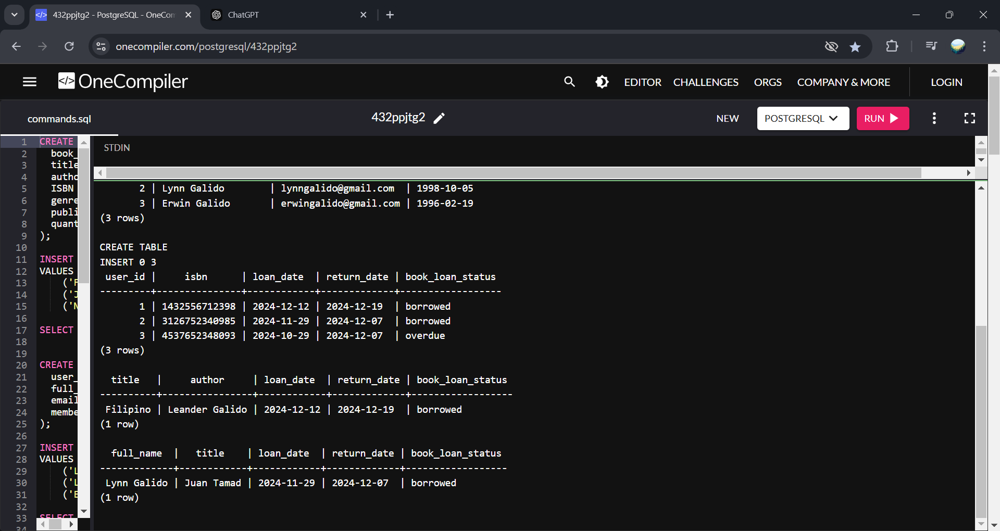 432ppjtg2 - PostgreSQL - OneCom
ChatGPT
onecompiler.com/postgresql/432ppjtg2
</> OneCompiler
EDITOR CHALLENGES ORGS COMPANY & MORE LOGIN
commands.sql
432ppjtg2
NEW
POSTGRESQL
RUN
1 CREATE
2 book_
3 title
4 autho
5 ISBN
6 genre
7 publi
8 quant
9 );
10
11 INSERT
12 VALUES
13 ('F
14 ('J
15 ('N
16
17 SELECT
18
19
20 CREATE
21 user_
22 full_
23 email
24 membe
25 );
26
27 INSERT
28 VALUES
29 ('L
30 ('L
31 ('E
32
33 SELECT
34
STDIN
2 | Lynn Galido | lynngalido@gmail.com | 1998-10-05
3 | Erwin Galido | erwingalido@gmail.com | 1996-02-19
(3 rows)
CREATE TABLE
INSERT 0 3
user_id | isbn | loan_date | return_date | book_loan_status
---------+---------------+------------+-------------+------------------
1 | 1432556712398 | 2024-12-12 | 2024-12-19 | borrowed
2 | 3126752340985 | 2024-11-29 | 2024-12-07 | borrowed
3 | 4537652348093 | 2024-10-29 | 2024-12-07 | overdue
(3 rows)
title | author | loan_date | return_date | book_loan_status
----------+----------------+------------+-------------+------------------
Filipino | Leander Galido | 2024-12-12 | 2024-12-19 | borrowed
(1 row)
full_name | title | loan_date | return_date | book_loan_status
-------------+------------+------------+-------------+------------------
Lynn Galido | Juan Tamad | 2024-11-29 | 2024-12-07 | borrowed
(1 row)